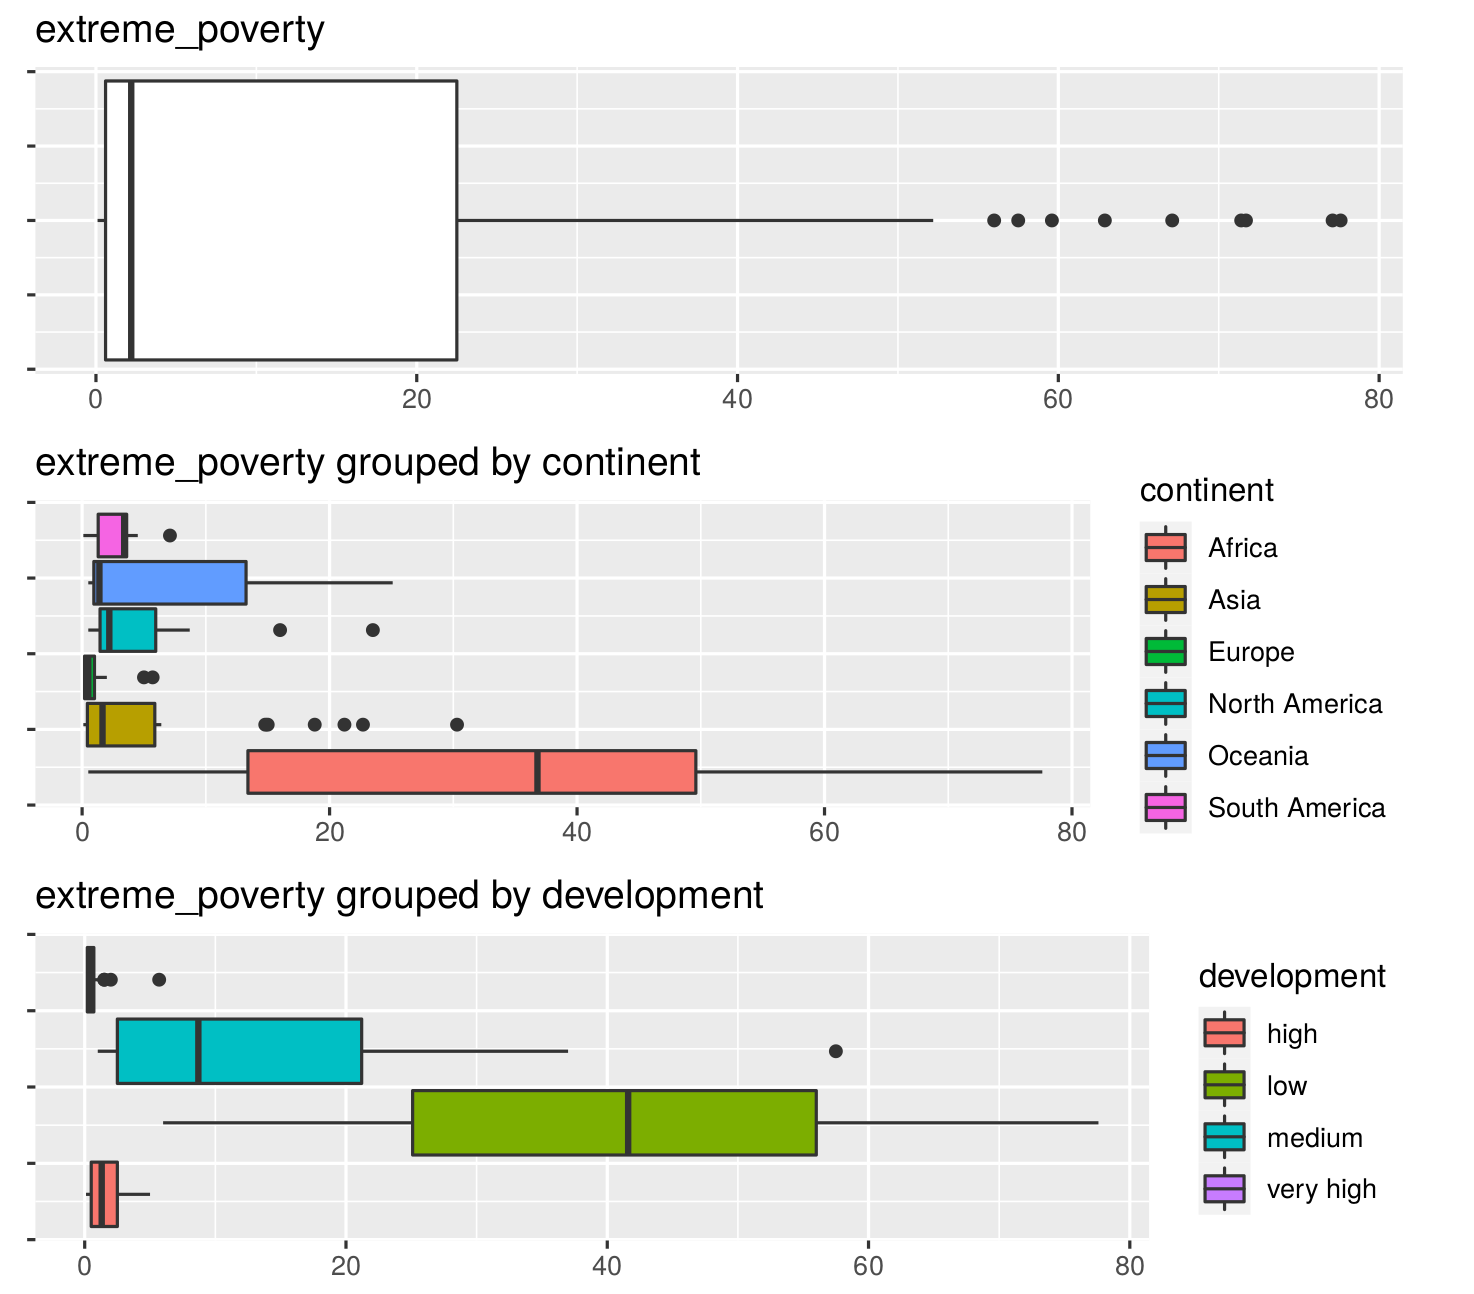 extreme_poverty
0 20 40 60 80
extreme_poverty grouped by continent
0 20 40 60 80
continent
Africa
Asia
Europe
North America
Oceania
South America
extreme_poverty grouped by development
0 20 40 60 80
development
high
low
medium
very high